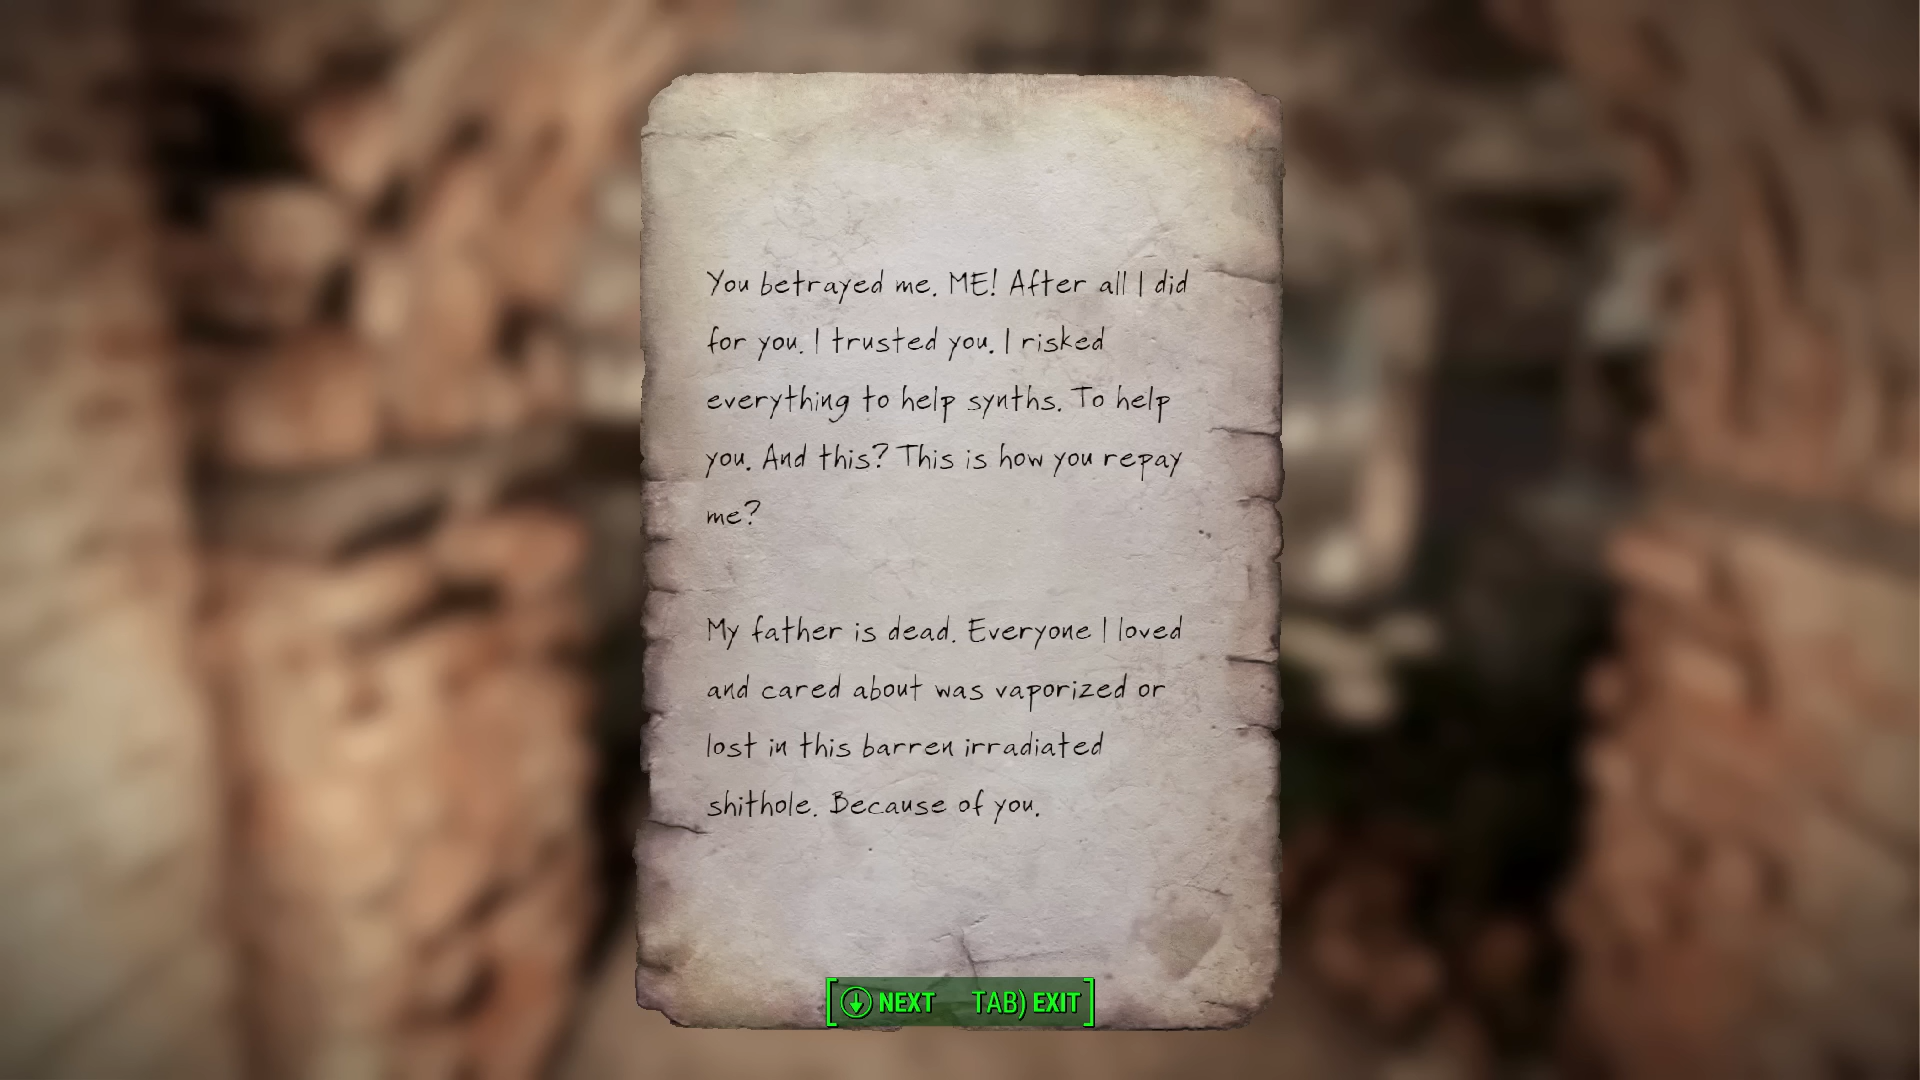 You betrayed me. ME! After all I did
for you. I trusted you. I risked
everything to help synths. To help
you. And this? This is how you repay
me?
My father is dead. Everyone I loved
and cared about was vaporized or
lost in this barren irradiated
shithole. Because of you.
NEXT TAB) EXIT